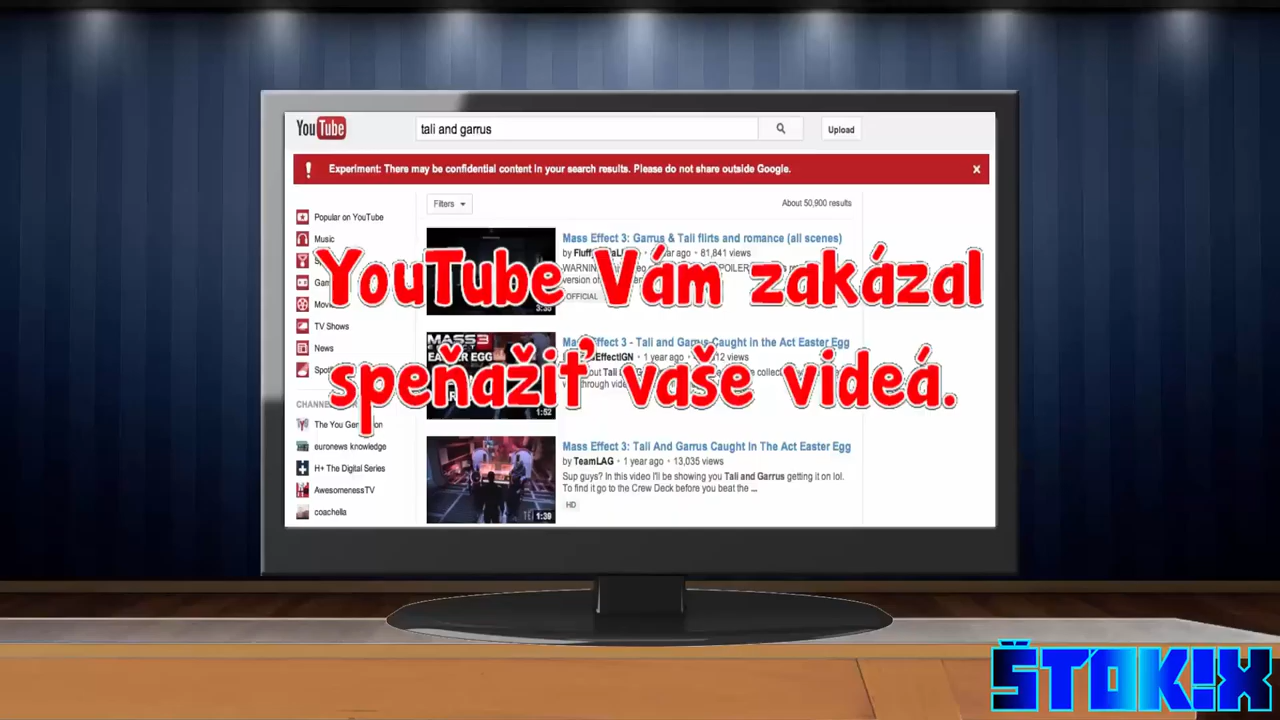 YouTube
tali and garrus
Upload
Experiment: There may be confidential content in your search results. Please do not share outside Google.
Filters
About 50,900 results
Popular on YouTube
Music
TV Shows
News
The You Generation
euronews knowledge
H+ The Digital Series
AwesomenessTV
coachella
Mass Effect 3: Garrus & Tali flirts and romance (all scenes)
ago • 81,841 views
OFFICIAL
YouTube Vám zakázal
speňažiť vaše videá.
MASS
EASTER EGG
1:52
Effect 3 - Tali and Garrus Caught in the Act Easter Egg
1 year ago • views
Mass Effect 3: Tali And Garrus Caught In The Act Easter Egg
by TeamLAG • 1 year ago • 13,035 views
Sup guys? In this video I'll be showing you Tali and Garrus getting it on lol.
To find it go to the Crew Deck before you beat the ...
HD
1:39
ŠTOK!X